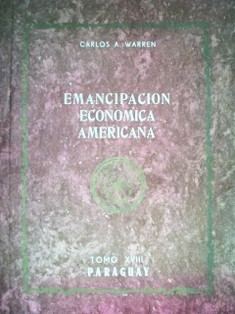 CARLOS A. WARREN
EMANCIPACION
ECONOMICA
AMERICANA
TOMO XVIII
PARAGUAY